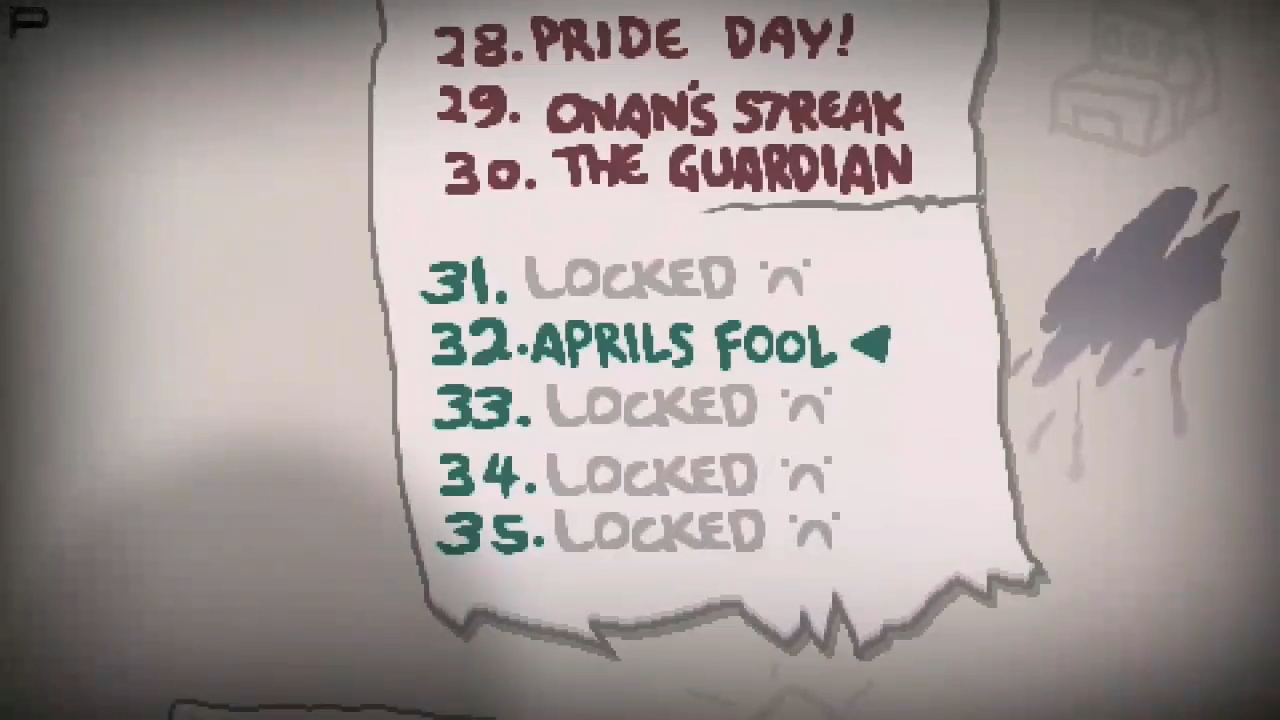 28. PRIDE DAY!
29. ONAN'S STREAK
30. THE GUARDIAN
31. LOCKED
32. APRILS FOOL
33. LOCKED
34. LOCKED
35. LOCKED